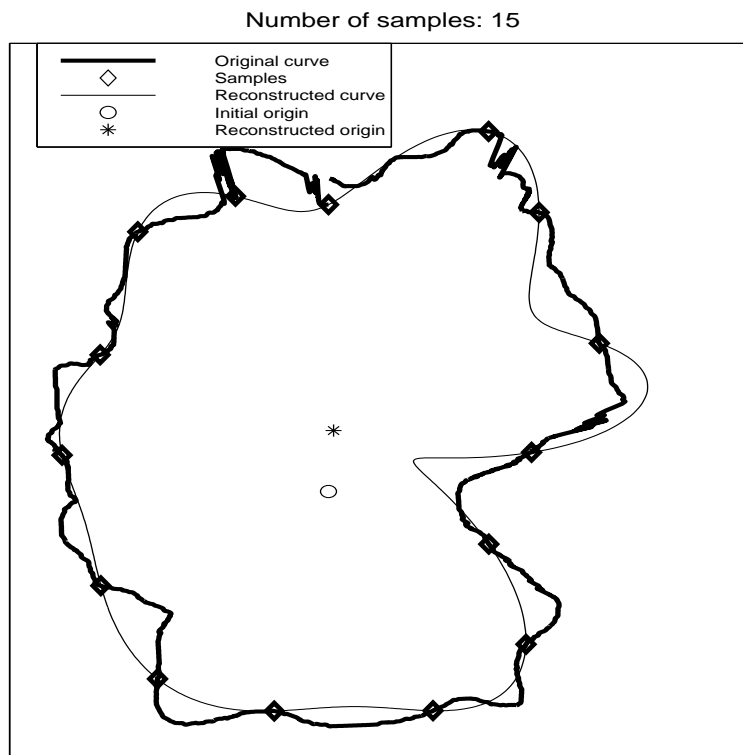 Number of samples: 15
Original curve
Samples
Reconstructed curve
Initial origin
Reconstructed origin